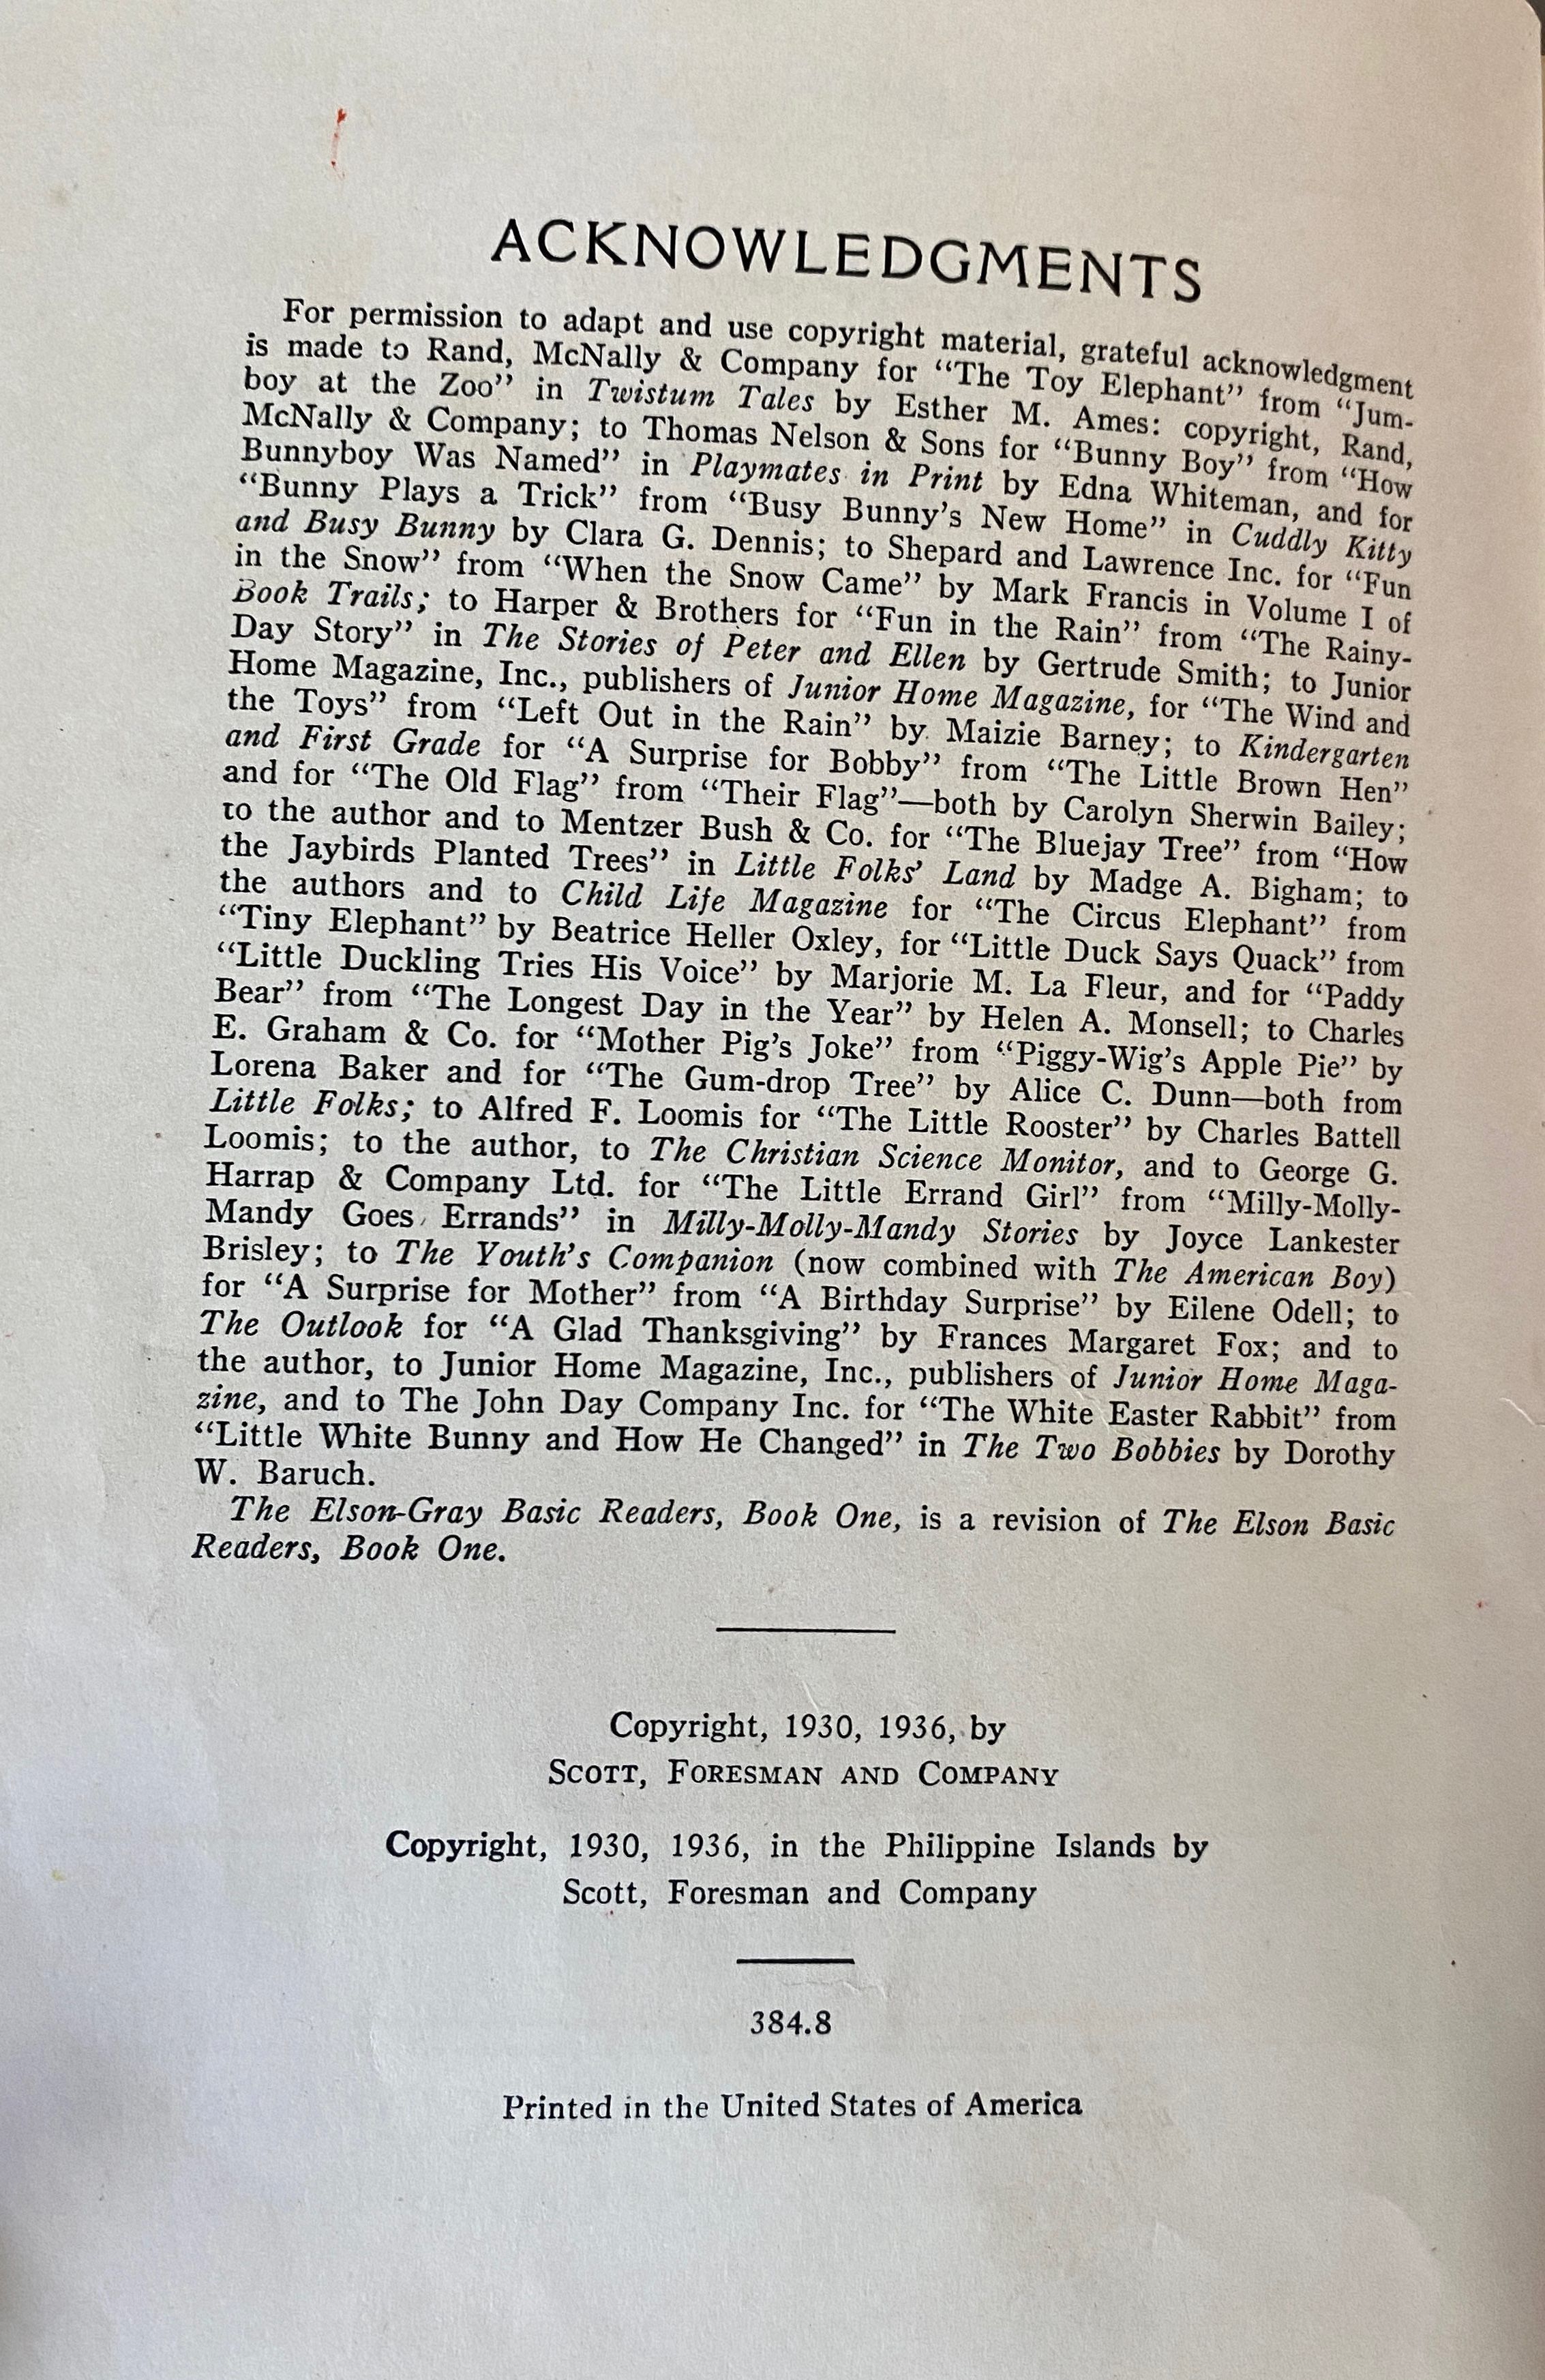 ACKNOWLEDGMENTS
For permission to adapt and use copyright material, grateful acknowledgment
is made to Rand, McNally & Company for “The Toy Elephant” from “Jum-
boy at the Zoo” in Twistum Tales by Esther M. Ames: copyright, Rand,
McNally & Company; to Thomas Nelson & Sons for “Bunny Boy” from “How
Bunnyboy Was Named” in Playmates in Print by Edna Whiteman, and for
“Bunny Plays a Trick” from “Busy Bunny’s New Home” in Cuddly Kitty
and Busy Bunny by Clara G. Dennis; to Shepard and Lawrence Inc. for “Fun
in the Snow” from “When the Snow Came” by Mark Francis in Volume I of
Book Trails; to Harper & Brothers for “Fun in the Rain” from “The Rainy-
Day Story” in The Stories of Peter and Ellen by Gertrude Smith; to Junior
Home Magazine, Inc., publishers of Junior Home Magazine, for “The Wind and
the Toys” from “Left Out in the Rain” by Maizie Barney; to Kindergarten
and First Grade for “A Surprise for Bobby” from “The Little Brown Hen”
and for “The Old Flag” from “Their Flag”—both by Carolyn Sherwin Bailey;
to the author and to Mentzer Bush & Co. for “The Bluejay Tree” from “How
the Jaybirds Planted Trees” in Little Folks’ Land by Madge A. Bigham; to
the authors and to Child Life Magazine for “The Circus Elephant” from
“Tiny Elephant” by Beatrice Heller Oxley, for “Little Duck Says Quack” from
“Little Duckling Tries His Voice” by Marjorie M. La Fleur, and for “Paddy
Bear” from “The Longest Day in the Year” by Helen A. Monsell; to Charles
E. Graham & Co. for “Mother Pig’s Joke” from “Piggy-Wig’s Apple Pie” by
Lorena Baker and for “The Gum-drop Tree” by Alice C. Dunn—both from
Little Folks; to Alfred F. Loomis for “The Little Rooster” by Charles Battell
Loomis; to the author, to The Christian Science Monitor, and to George G.
Harrap & Company Ltd. for “The Little Errand Girl” from “Milly-Molly-
Mandy Goes Errands” in Milly-Molly-Mandy Stories by Joyce Lankester
Brisley; to The Youth’s Companion (now combined with The American Boy)
for “A Surprise for Mother” from “A Birthday Surprise” by Eilene Odell; to
The Outlook for “A Glad Thanksgiving” by Frances Margaret Fox; and to
the author, to Junior Home Magazine, Inc., publishers of Junior Home Maga-
zine, and to The John Day Company Inc. for “The White Easter Rabbit” from
“Little White Bunny and How He Changed” in The Two Bobbies by Dorothy
W. Baruch.
The Elson-Gray Basic Readers, Book One, is a revision of The Elson Basic
Readers, Book One.
Copyright, 1930, 1936, by
SCOTT, FORESMAN AND COMPANY
Copyright, 1930, 1936, in the Philippine Islands by
Scott, Foresman and Company
384.8
Printed in the United States of America